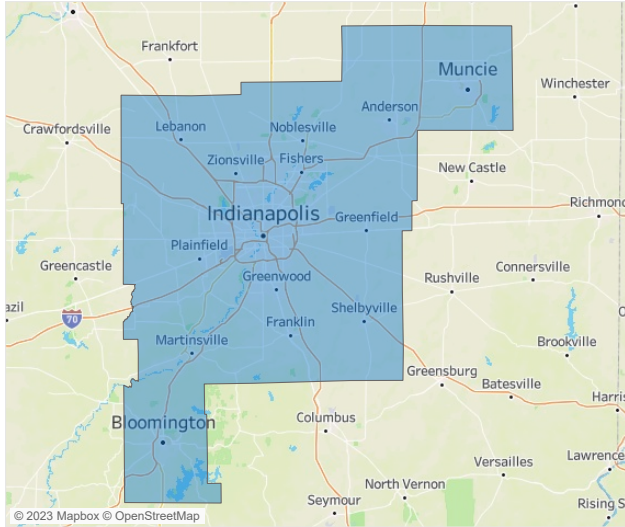 Frankfort
Muncie
Winchester
Anderson
Crawfordsville
Lebanon
Noblesville
Zionsville
Fishers
New Castle
Richmond
Indianapolis
Greenfield
Plainfield
Greencastle
Greenwood
Connersville
Rushville
azil
70
Shelbyville
Franklin
Martinsville
Brookville
Greensburg
Batesville
Harris
Bloomington
Columbus
Lawrence
Versailles
North Vernon
Seymour
Rising S
© 2023 Mapbox © OpenStreetMap